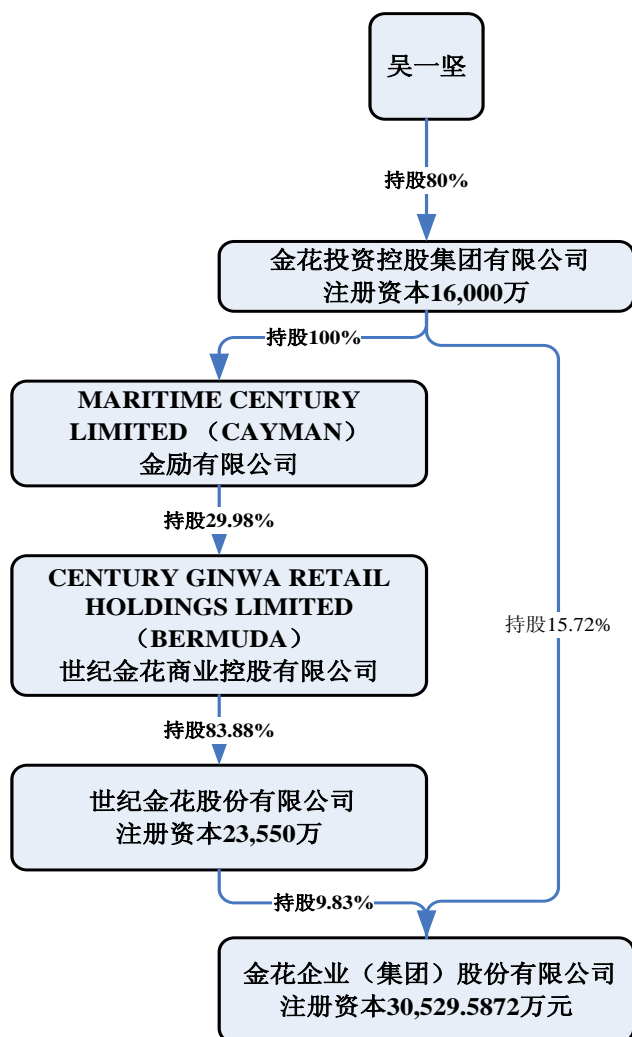 吴一坚
持股80%
金花投资控股集团有限公司
注册资本16,000万
持股100%
MARITIME CENTURY
LIMITED （CAYMAN）
金励有限公司
持股29.98%
CENTURY GINWA RETAIL
HOLDINGS LIMITED
（BERMUDA）
世纪金花商业控股有限公司
持股15.72%
持股83.88%
世纪金花股份有限公司
注册资本23,550万
持股9.83%
金花企业（集团）股份有限公司
注册资本30,529.5872万元